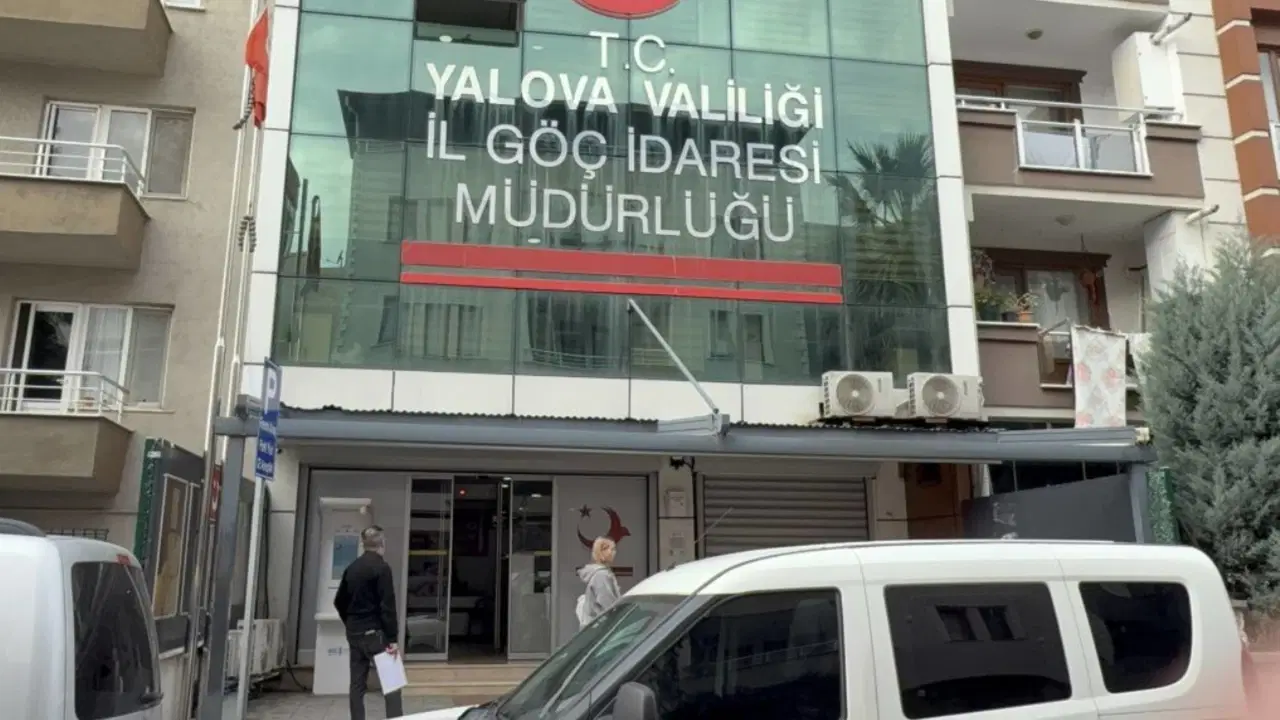 T.C.
YALOVA VALİLİĞİ
İL GÖÇ İDARESİ
MÜDÜRLÜĞÜ
P